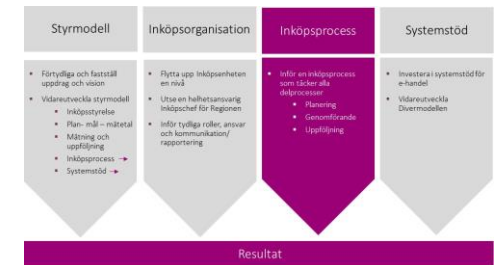 Styrmodell
Förtydliga och fastställ
uppdrag och vision
Vidareutveckla styrmodell
Inköpsstyrelse
Plan- mål – mätetal
Mätning och
uppföljning
Inköpsprocess →
Systemstöd →
Inköpsorganisation
Flytta upp Inköpsenheten
en nivå
Utse en helhetsansvarig
Inköpschef för Regionen
Inför tydliga roller, ansvar
och kommunikation/
rapportering
Inköpsprocess
Inför en inköpsprocess
som täcker alla
delprocesser
Planering
Genomförande
Uppföljning
Systemstöd
Investera i systemstöd för
e-handel
Vidareutveckla
Divermodellen
Resultat